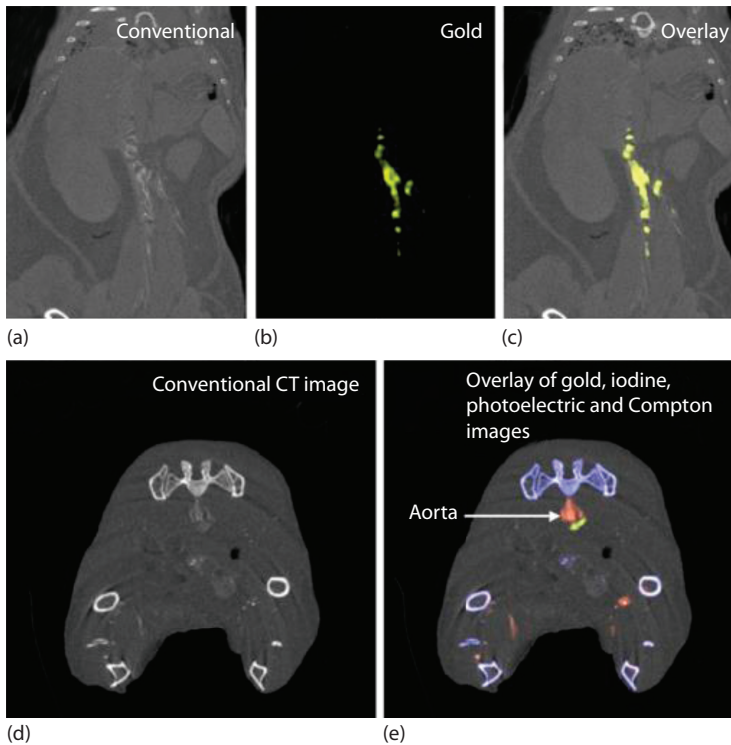 Conventional
Gold
Overlay
(a)
(b)
(c)
Conventional CT image
Overlay of gold, iodine,
photoelectric and Compton
images
Aorta
(d)
(e)